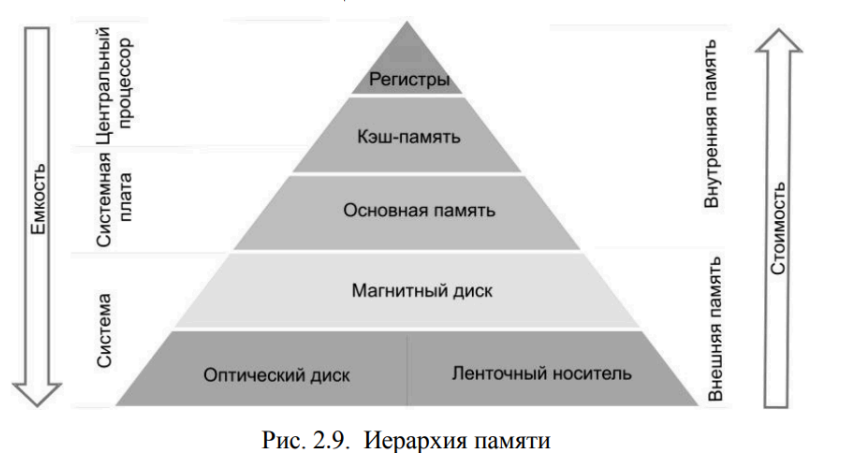 Емкость
Центральный
процессор
Системная
плата
Система
Регистры
Кэш-память
Основная память
Магнитный диск
Оптический диск
Ленточный носитель
Внутренняя память
Внешняя память
Стоимость
Рис. 2.9. Иерархия памяти